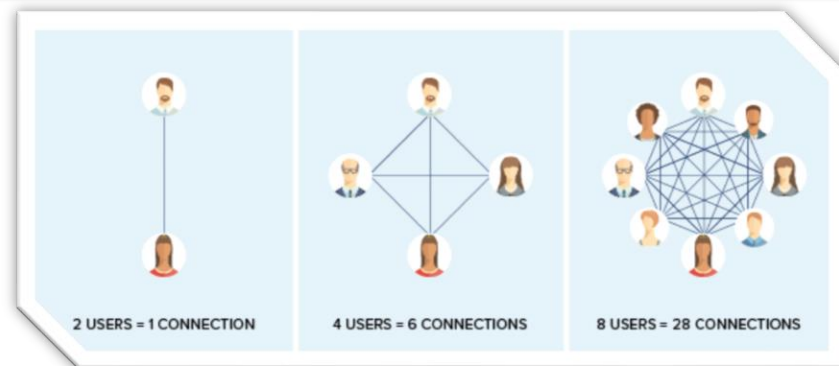 2 USERS = 1 CONNECTION
4 USERS = 6 CONNECTIONS
8 USERS = 28 CONNECTIONS